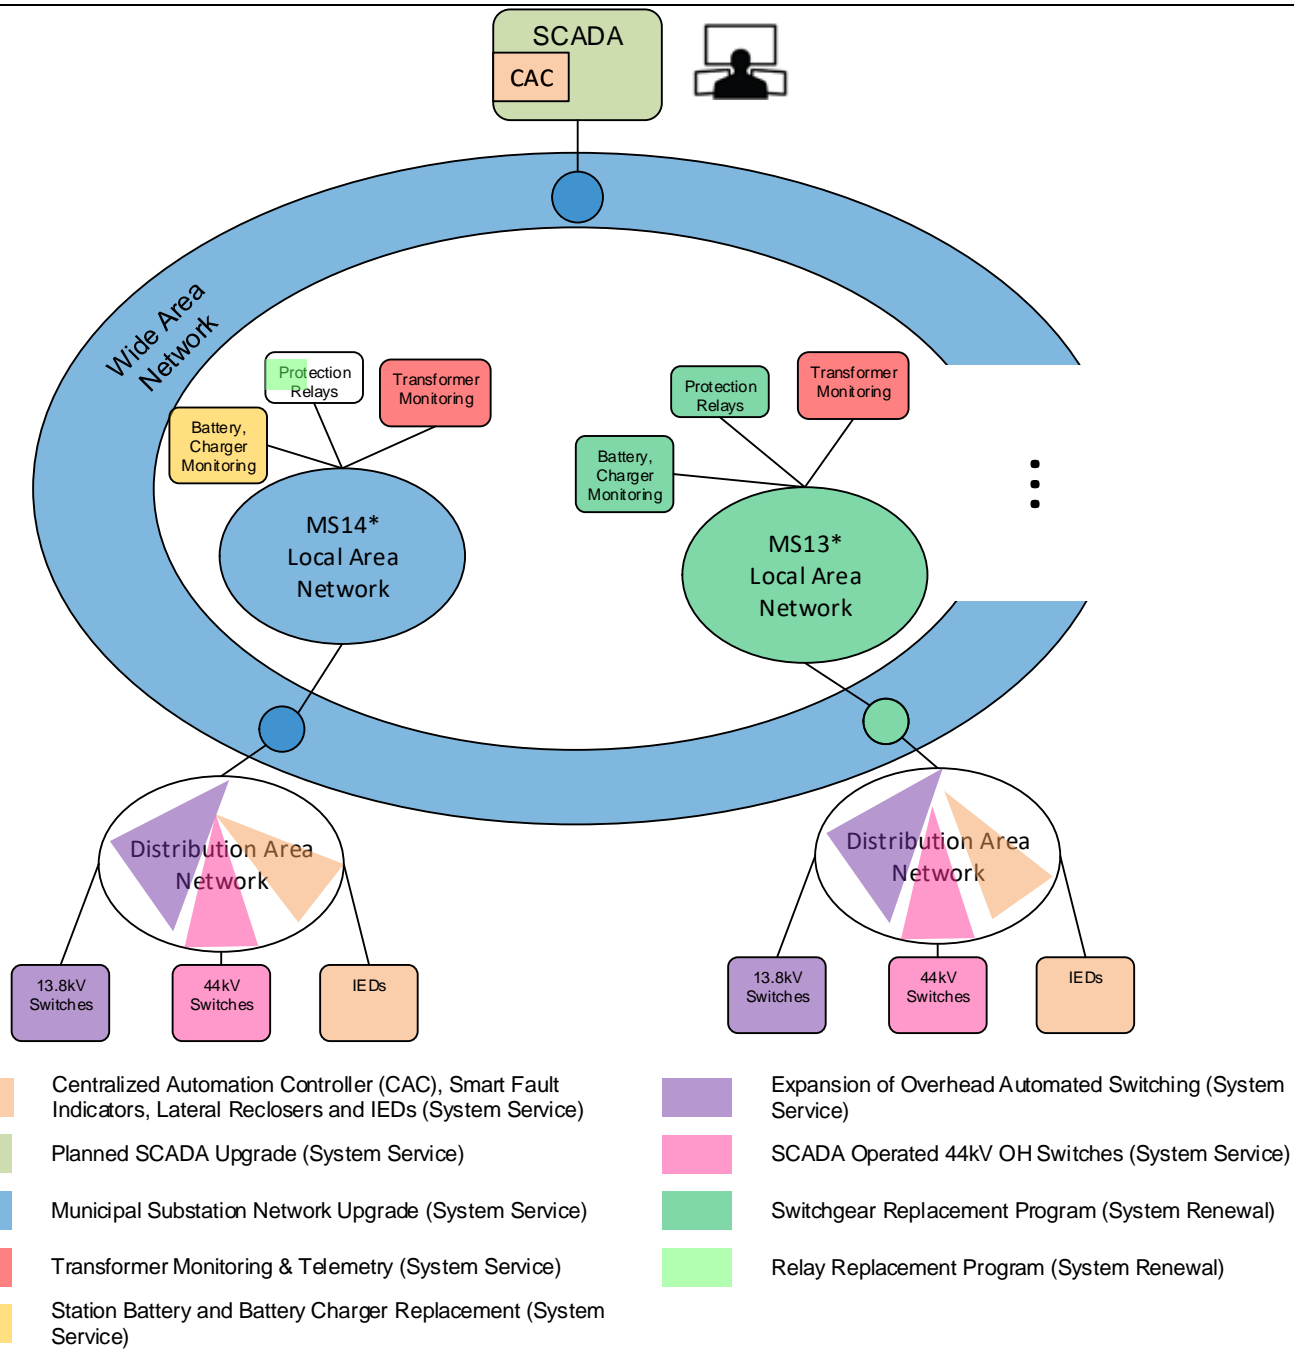 SCADA
CAC
Wide Area
Network
Protection
Relays
Transformer
Monitoring
Battery,
Charger
Monitoring
Protection
Relays
Transformer
Monitoring
Battery,
Charger
Monitoring
MS14*
Local Area
Network
MS13*
Local Area
Network
Distribution Area
Network
Distribution Area
Network
13.8kV
Switches
44kV
Switches
IEDs
13.8kV
Switches
44kV
Switches
IEDs
Centralized Automation Controller (CAC), Smart Fault
Indicators, Lateral Reclosers and IEDs (System Service)
Planned SCADA Upgrade (System Service)
Municipal Substation Network Upgrade (System Service)
Transformer Monitoring & Telemetry (System Service)
Station Battery and Battery Charger Replacement (System
Service)
Expansion of Overhead Automated Switching (System
Service)
SCADA Operated 44kV OH Switches (System Service)
Switchgear Replacement Program (System Renewal)
Relay Replacement Program (System Renewal)